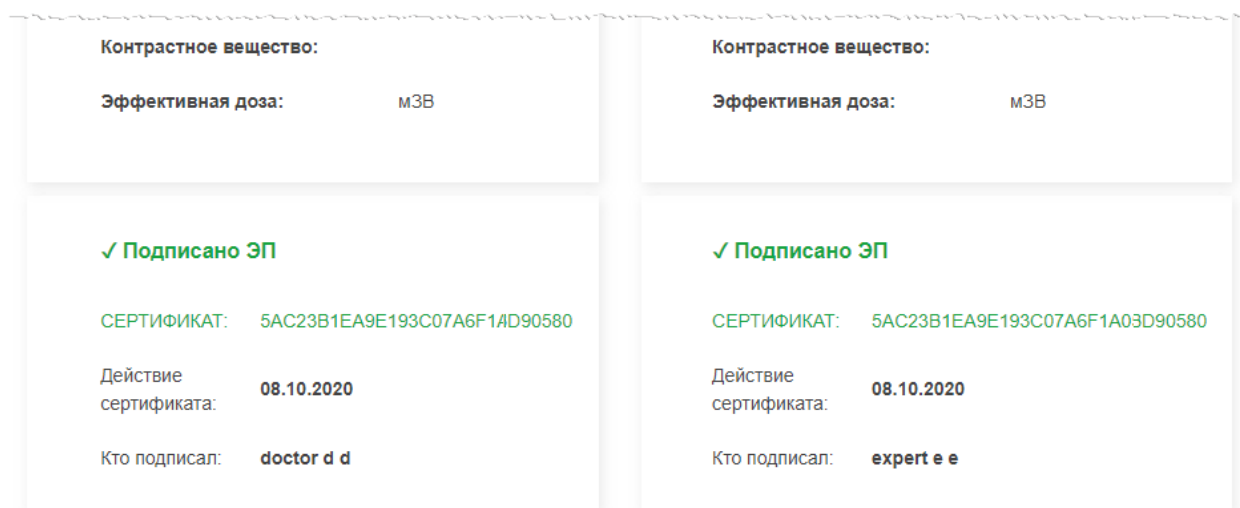 Контрастное вещество:
Эффективная доза: мЗВ
✓ Подписано ЭП
СЕРТИФИКАТ: 5AC23B1EA9E193C07A6F1AD90580
Действие
сертификата: 08.10.2020
Кто подписал: doctor d d
Контрастное вещество:
Эффективная доза: мЗВ
✓ Подписано ЭП
СЕРТИФИКАТ: 5AC23B1EA9E193C07A6F1A03D90580
Действие
сертификата: 08.10.2020
Кто подписал: expert e e